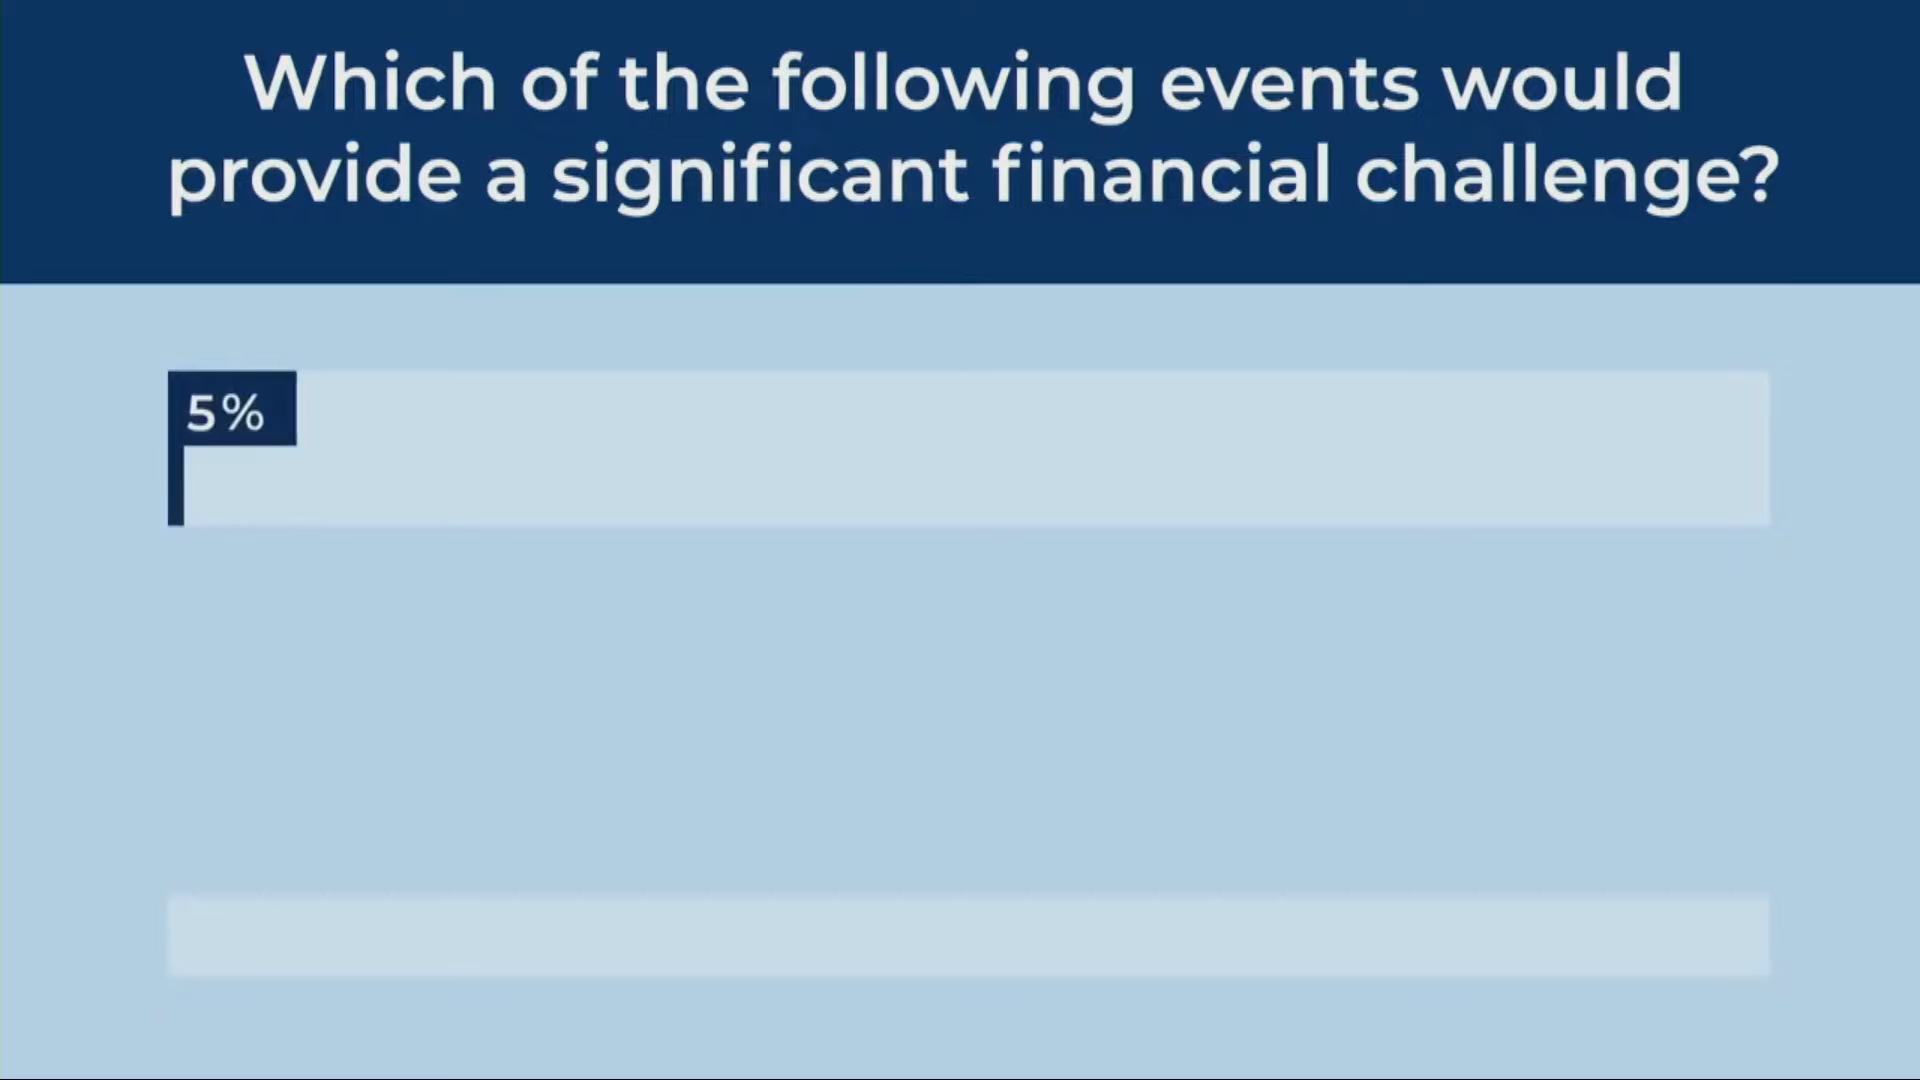 Which of the following events would
provide a significant financial challenge?
5%